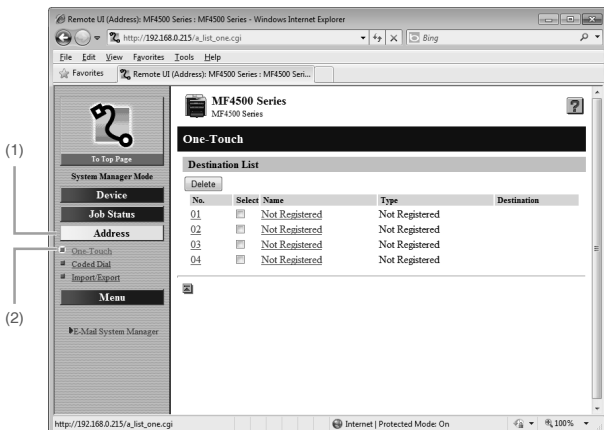 Remote UI (Address): MF4500 Series : MF4500 Series - Windows Internet Explorer
http://192.168.0.215/a_list_one.cgi
Bing
File Edit View Favorites Tools Help
Favorites
Remote UI (Address): MF4500 Series : MF4500 Seri...
MF4500 Series
MF4500 Series
?
One-Touch
(1)
To Top Page
System Manager Mode
Device
Job Status
Address
One-Touch
Coded Dial
Import/Export
Menu
E-Mail System Manager
(2)
Destination List
Delete
No. Select Name Type Destination
01 Not Registered Not Registered
02 Not Registered Not Registered
03 Not Registered Not Registered
04 Not Registered Not Registered
http://192.168.0.215/a_list_one.cgi
Internet | Protected Mode: On
100%